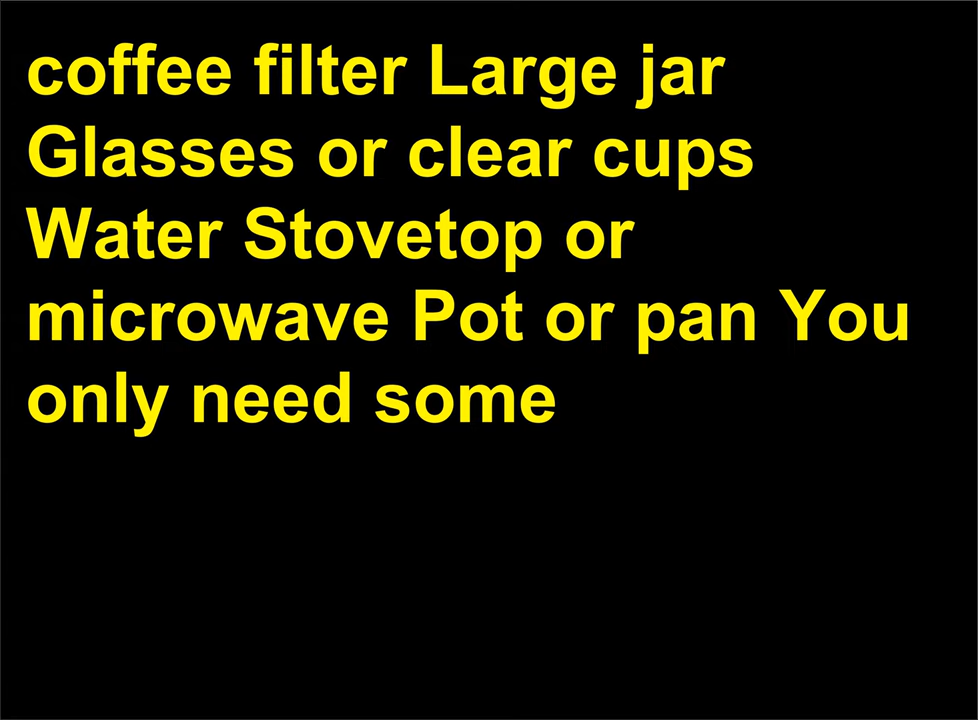 coffee filter Large jar
Glasses or clear cups
Water Stovetop or
microwave Pot or pan You
only need some